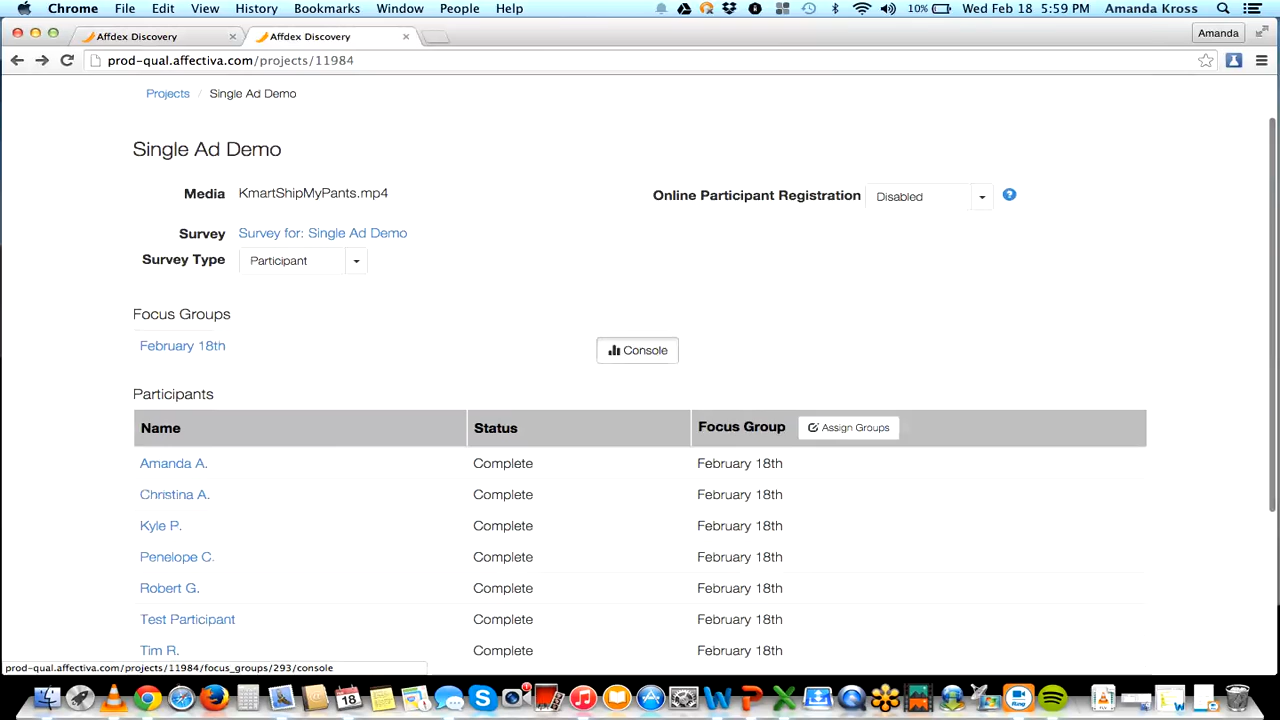 Chrome File Edit View History Bookmarks Window People Help 10% Wed Feb 18 5:59 PM Amanda Kross
Affdex Discovery × Affdex Discovery × Amanda
prod-qual.affectiva.com/projects/11984
Projects / Single Ad Demo
Single Ad Demo
Media KmartShipMyPants.mp4 Online Participant Registration Disabled ?
Survey Survey for: Single Ad Demo
Survey Type Participant
Focus Groups
February 18th Console
Participants
Name Status Focus Group Assign Groups
Amanda A. Complete February 18th
Christina A. Complete February 18th
Kyle P. Complete February 18th
Penelope C. Complete February 18th
Robert G. Complete February 18th
Test Participant Complete February 18th
Tim R. Complete February 18th
prod-qual.affectiva.com/projects/11984/focus_groups/293/console